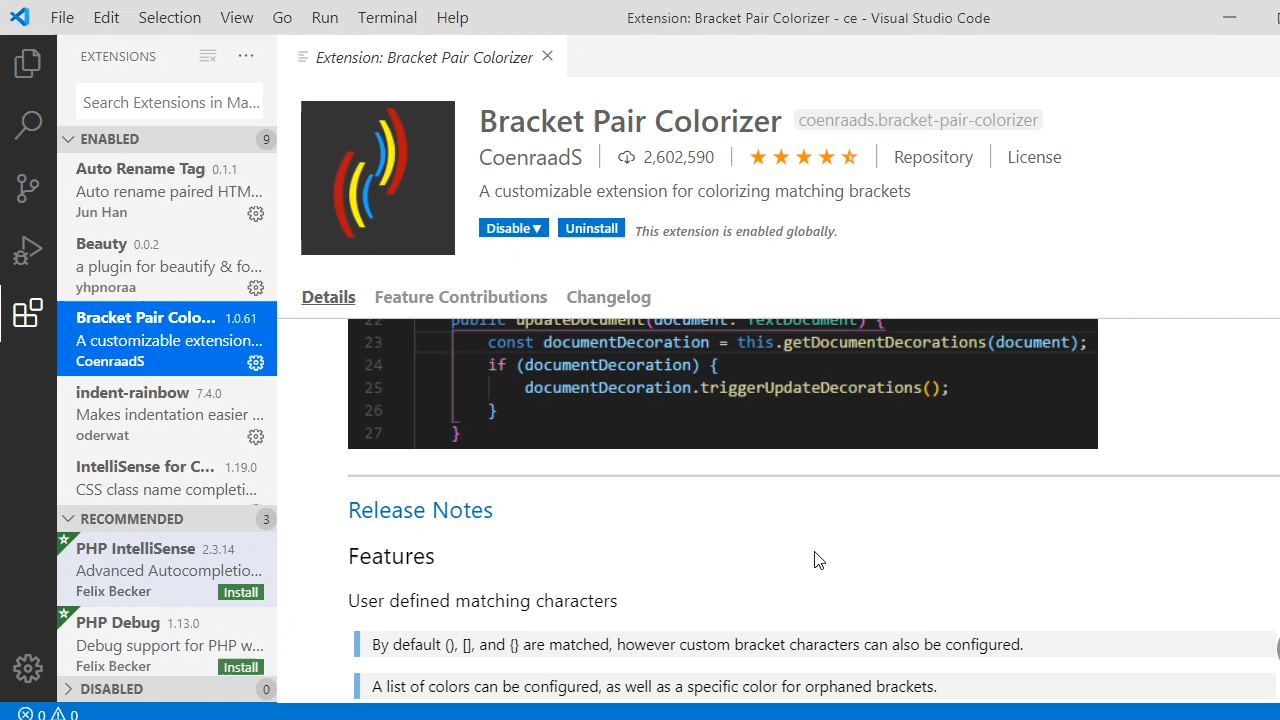 File Edit Selection View Go Run Terminal Help Extension: Bracket Pair Colorizer - ce - Visual Studio Code
EXTENSIONS
Search Extensions in Ma...
ENABLED 9
Auto Rename Tag 0.1.1
Auto rename paired HTM...
Jun Han
Beauty 0.0.2
a plugin for beautify & fo...
yhpnoraa
Bracket Pair Colo... 1.0.61
A customizable extension...
CoenraadS
indent-rainbow 7.4.0
Makes indentation easier ...
oderwat
IntelliSense for C... 1.19.0
CSS class name completi...
RECOMMENDED 3
PHP IntelliSense 2.3.14
Advanced Autocompletio...
Felix Becker Install
PHP Debug 1.13.0
Debug support for PHP w...
Felix Becker Install
DISABLED 0
0 0
Extension: Bracket Pair Colorizer
Bracket Pair Colorizer coenraads.bracket-pair-colorizer
CoenraadS 2,602,590 Repository License
A customizable extension for colorizing matching brackets
Disable Uninstall This extension is enabled globally.
Details Feature Contributions Changelog
22 public updateDocument(document: TextDocument) {
23 const documentDecoration = this.getDocumentDecorations(document);
24 if (documentDecoration) {
25 documentDecoration.triggerUpdateDecorations();
26 }
27 }
Release Notes
Features
User defined matching characters
By default (), [], and {} are matched, however custom bracket characters can also be configured.
A list of colors can be configured, as well as a specific color for orphaned brackets.